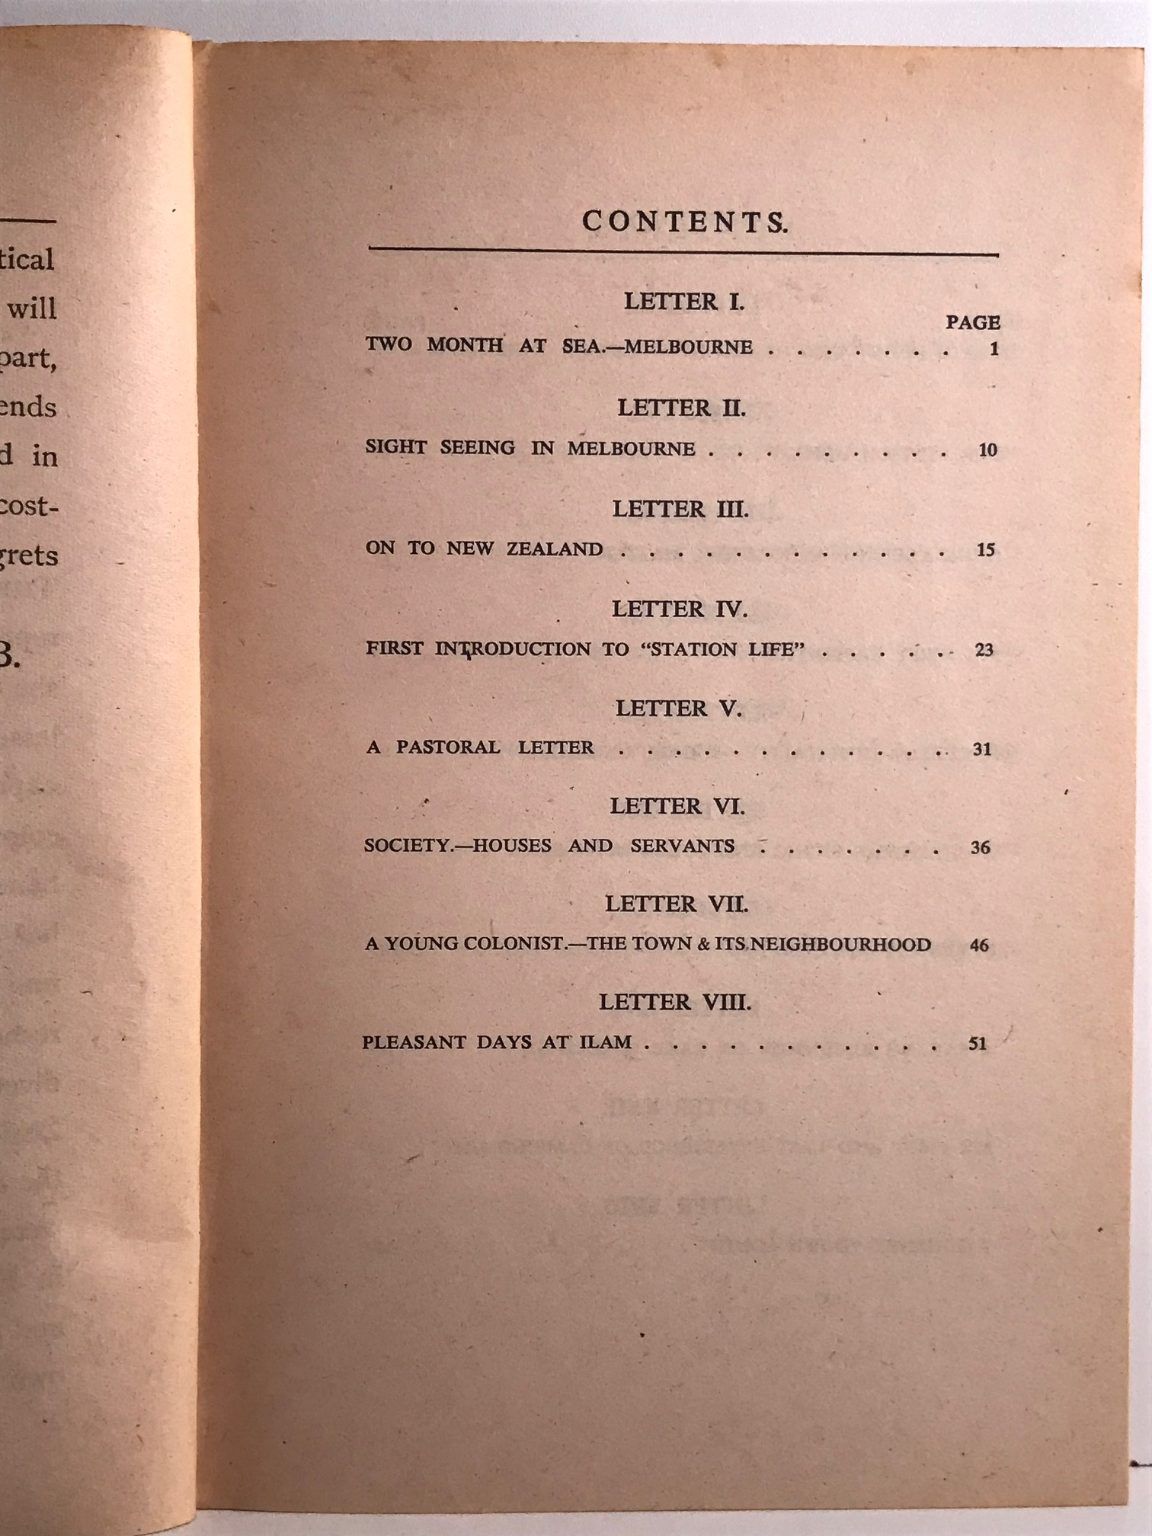 tical
will
part,
ends
d in
cost-
grets
B.
CONTENTS.
LETTER I.
PAGE
TWO MONTH AT SEA.—MELBOURNE . . . . . . . 1
LETTER II.
SIGHT SEEING IN MELBOURNE . . . . . . . . . 10
LETTER III.
ON TO NEW ZEALAND . . . . . . . . . . . . 15
LETTER IV.
FIRST INTRODUCTION TO “STATION LIFE” . . . . . 23
LETTER V.
A PASTORAL LETTER . . . . . . . . . . . . 31
LETTER VI.
SOCIETY.—HOUSES AND SERVANTS . . . . . . . 36
LETTER VII.
A YOUNG COLONIST.—THE TOWN & ITS NEIGHBOURHOOD 46
LETTER VIII.
PLEASANT DAYS AT ILAM . . . . . . . . . . . 51